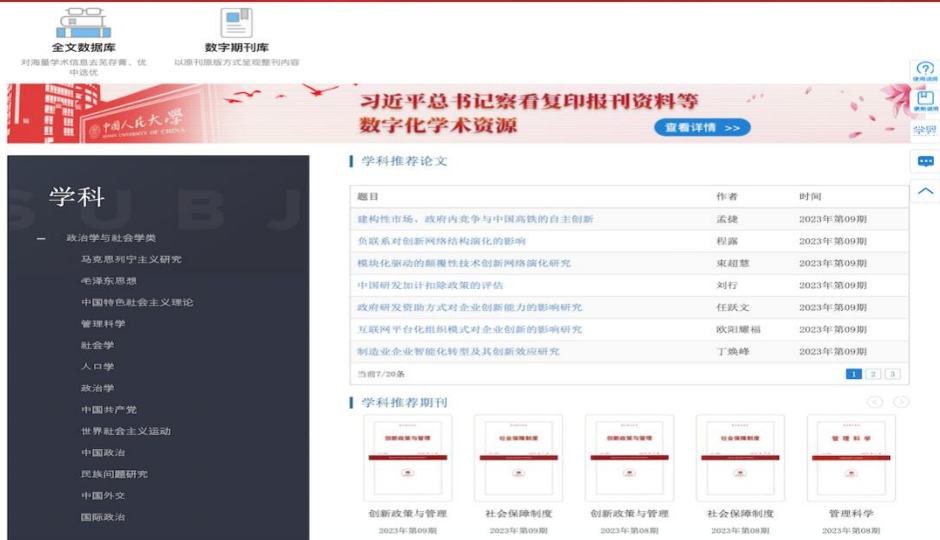 全文数据库
对海量学术信息去芜存菁、优
中选优
数字期刊库
以原刊原版方式呈现整刊内容
使用说明
更新说明
中国人民大学
RENMIN UNIVERSITY OF CHINA
习近平总书记察看复印报刊资料等
数字化学术资源
查看详情 >>
SUBJ
学科
政治学与社会学类
马克思列宁主义研究
毛泽东思想
中国特色社会主义理论
管理科学
社会学
人口学
政治学
中国共产党
世界社会主义运动
中国政治
民族问题研究
中国外交
国际政治
学科推荐论文
题目 作者 时间
建构性市场、政府内竞争与中国高铁的自主创新 孟捷 2023年第09期
负联系对创新网络结构演化的影响 程露 2023年第09期
模块化驱动的颠覆性技术创新网络演化研究 束超慧 2023年第09期
中国研发加计扣除政策的评估 刘行 2023年第09期
政府研发资助方式对企业创新能力的影响研究 任跃文 2023年第09期
互联网平台化组织模式对企业创新的影响研究 欧阳耀福 2023年第09期
制造业企业智能化转型及其创新效应研究 丁焕峰 2023年第09期
当前7/20条 1 2 3
学科推荐期刊
创新政策与管理 社会保障制度 创新政策与管理 社会保障制度 管理科学
创新政策与管理 社会保障制度 创新政策与管理 社会保障制度 管理科学
2023年第09期 2023年第09期 2023年第08期 2023年第08期 2023年第08期